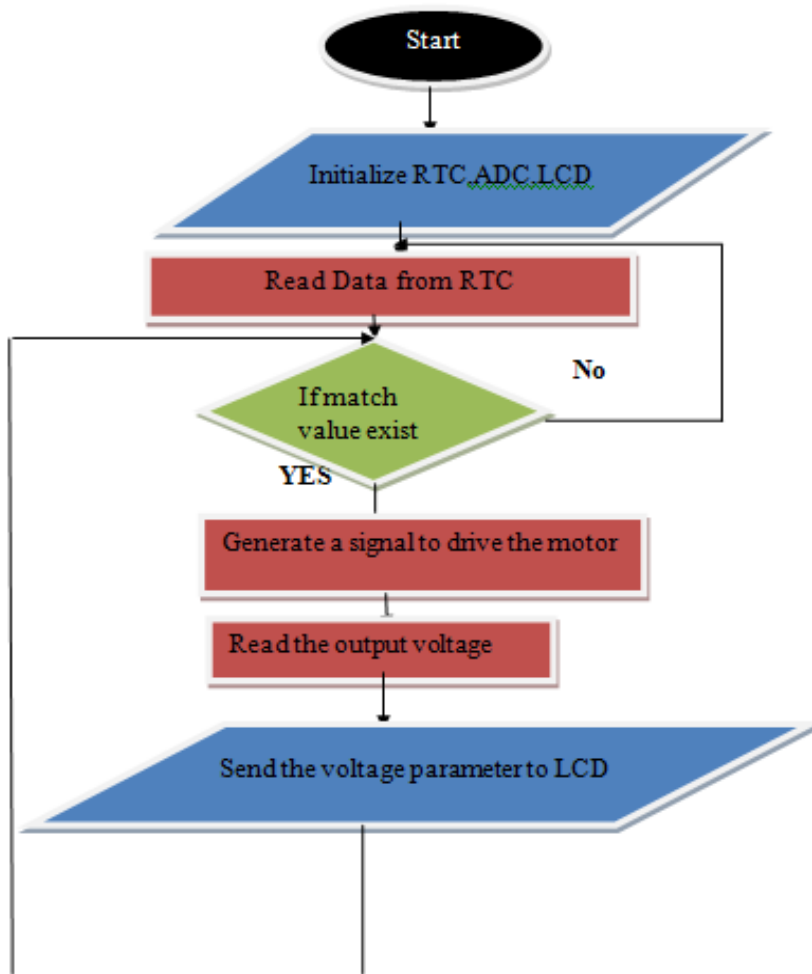 Start
Initialize RTC,ADC,LCD
Read Data from RTC
No
If match
value exist
YES
Generate a signal to drive the motor
Read the output voltage
Send the voltage parameter to LCD